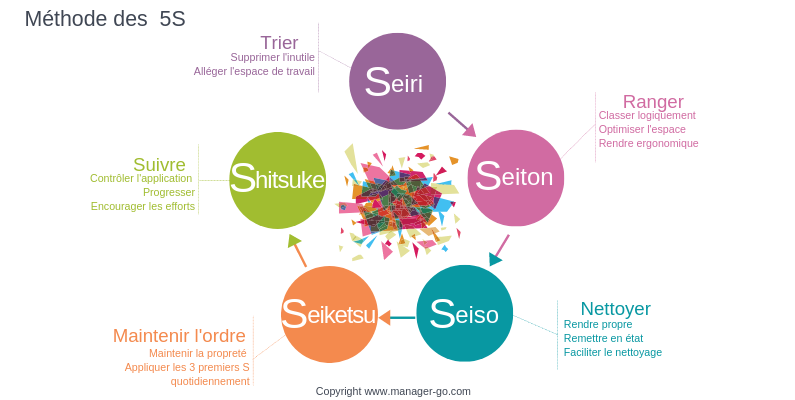 Méthode des 5S
Trier
Supprimer l'inutile
Alléger l'espace de travail
Seiri
Ranger
Classer logiquement
Optimiser l'espace
Rendre ergonomique
Seiton
Nettoyer
Rendre propre
Remettre en état
Faciliter le nettoyage
Seiso
Maintenir l'ordre
Maintenir la propreté
Appliquer les 3 premiers S
quotidiennement
Seiketsu
Suivre
Contrôler l'application
Progresser
Encourager les efforts
Shitsuke
Copyright www.manager-go.com